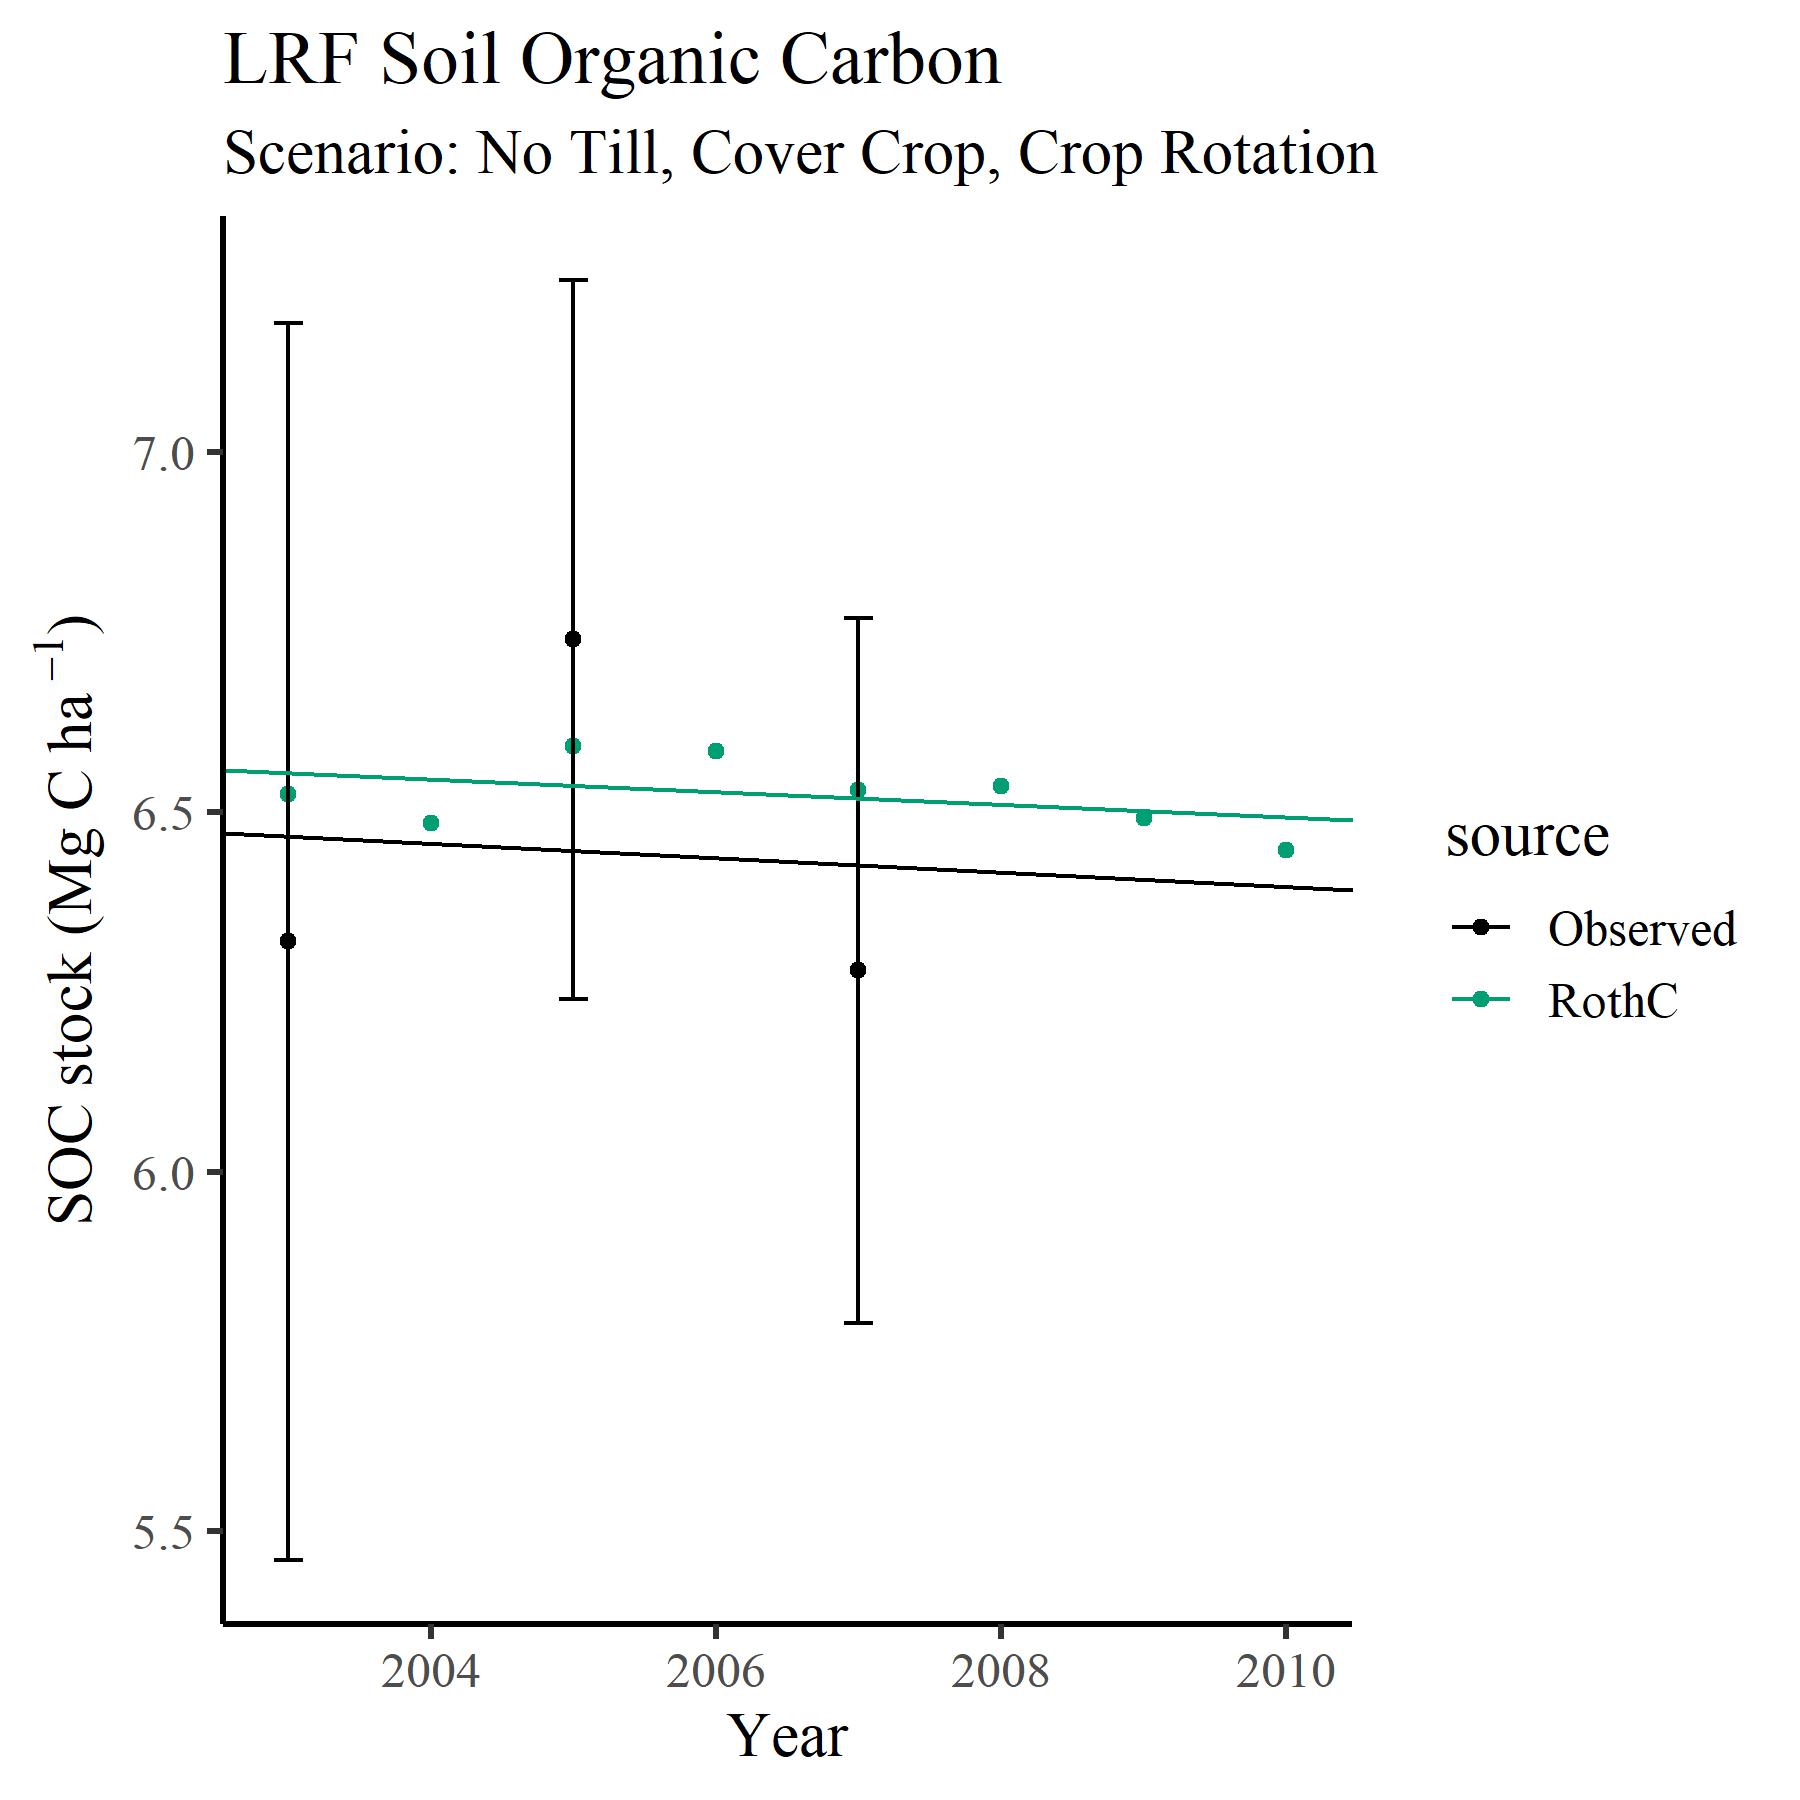 LRF Soil Organic Carbon
Scenario: No Till, Cover Crop, Crop Rotation
SOC stock (Mg C ha ⁻¹)
7.0
6.5
6.0
5.5
2004 2006 2008 2010
Year
source
Observed
RothC